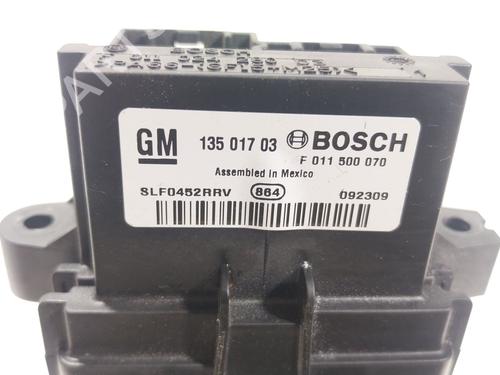 GM 135 017 03 BOSCH
F 011 500 070
Assembled in Mexico
SLF0452RRV 864 092309